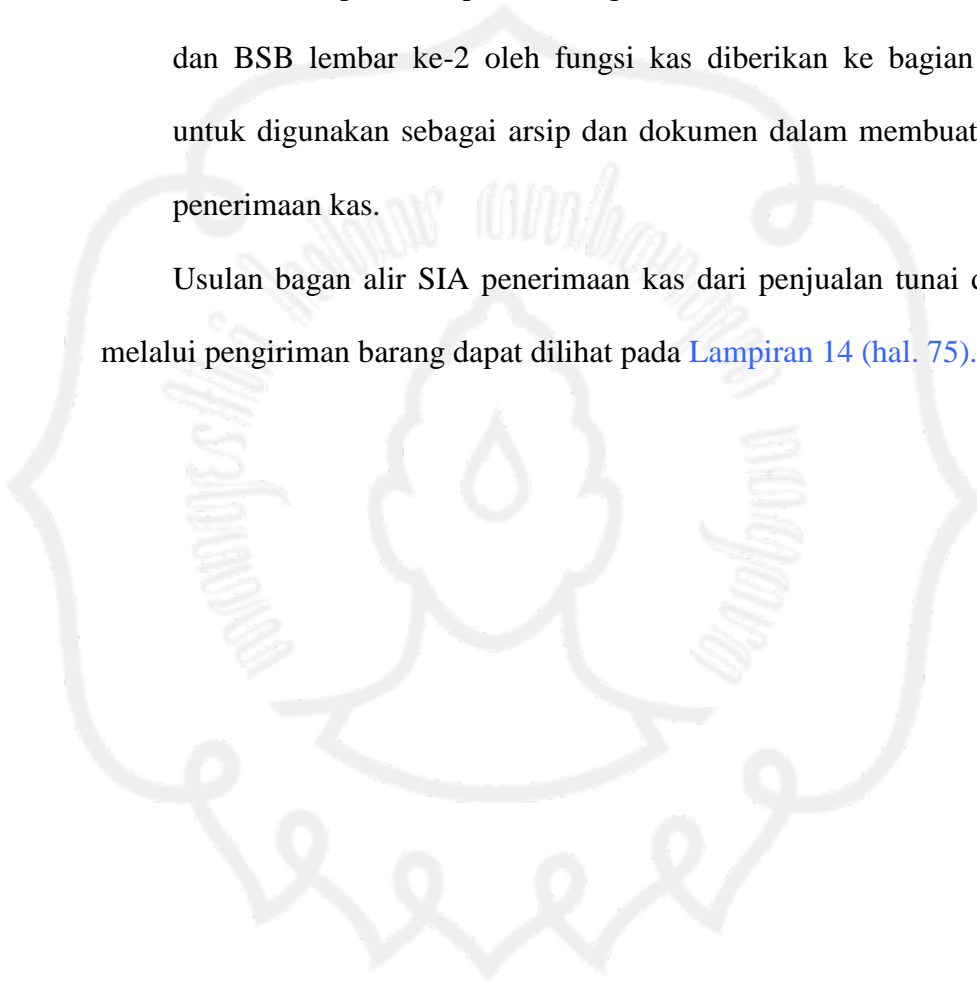 dan BSB lembar ke-2 oleh fungsi kas diberikan ke bagian
untuk digunakan sebagai arsip dan dokumen dalam membuat
penerimaan kas.
Usulan bagan alir SIA penerimaan kas dari penjualan tunai
melalui pengiriman barang dapat dilihat pada Lampiran 14 (hal. 75).